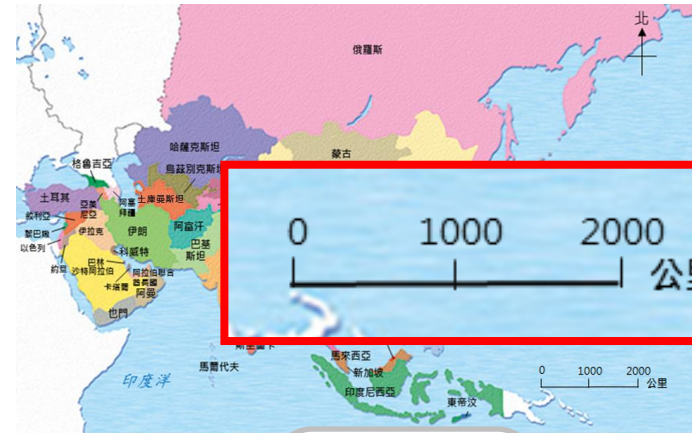 北
俄羅斯
哈薩克斯坦
蒙古
格魯吉亞
烏茲別克斯坦
土耳其
亞美
尼亞
阿塞
拜疆
土庫曼斯坦
敘利亞
黎巴嫩
伊拉克
伊朗
阿富汗
以色列
科威特
巴基
斯坦
約旦
沙特阿拉伯
巴林
卡塔爾
阿拉伯聯合
酋長國
阿曼
也門
0
1000
2000
公里
斯里蘭卡
馬爾代夫
馬來西亞
新加坡
印度尼西亞
東帝汶
印度洋
0
1000
2000
公里